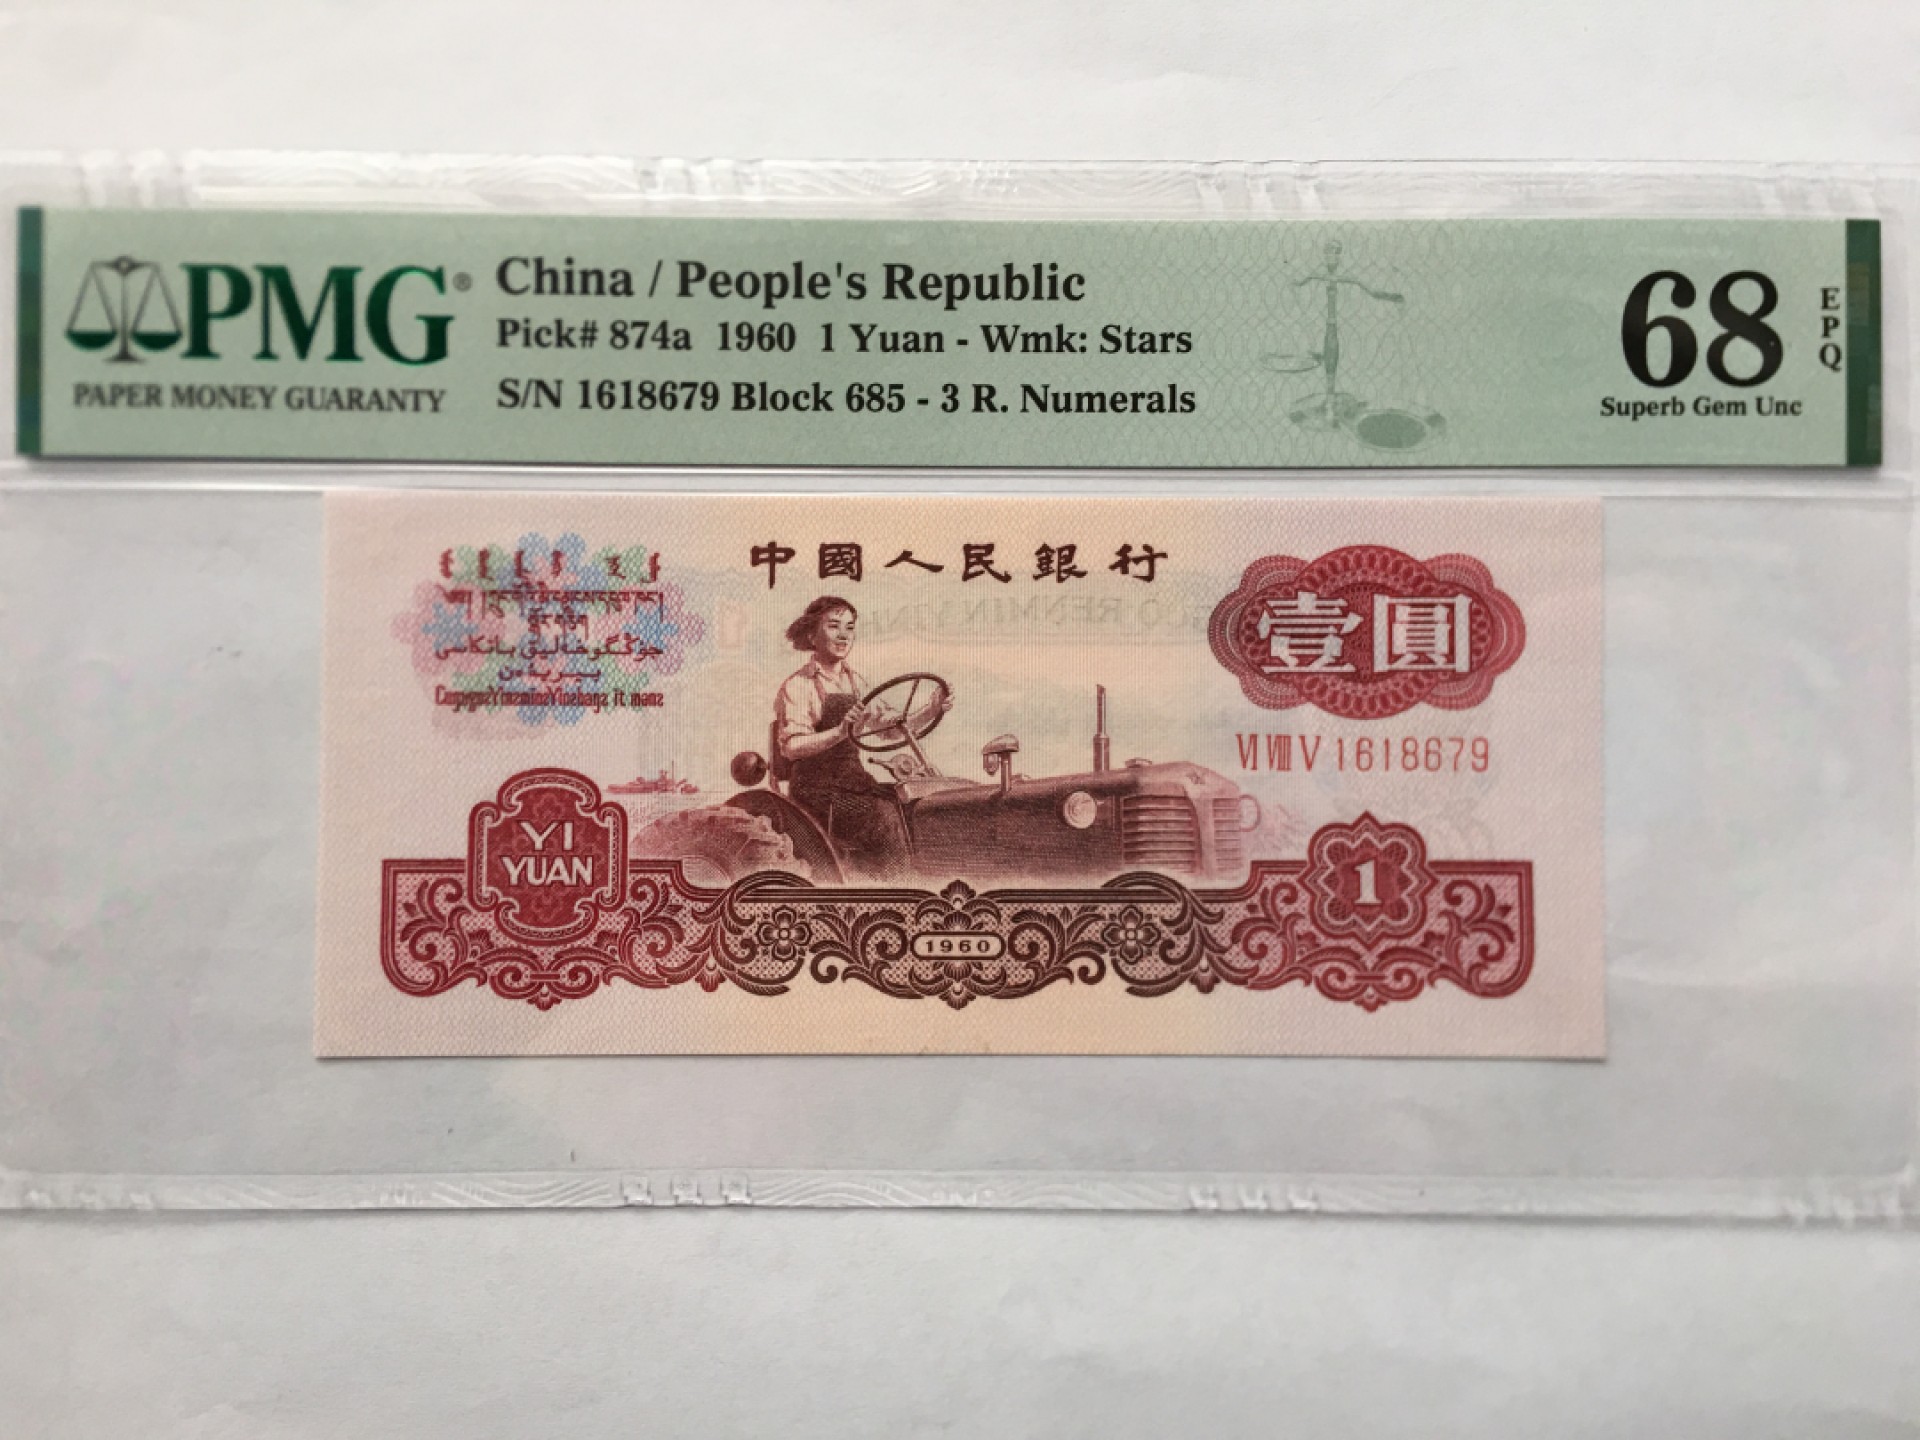 PMG®
PAPER MONEY GUARANTY
China / People's Republic
Pick# 874a 1960 1 Yuan - Wmk: Stars
S/N 1618679 Block 685 - 3 R. Numerals
68
EPQ
Superb Gem Unc
中國人民銀行
壹圓
VI VIII V 1618679
YI
YUAN
1
1960